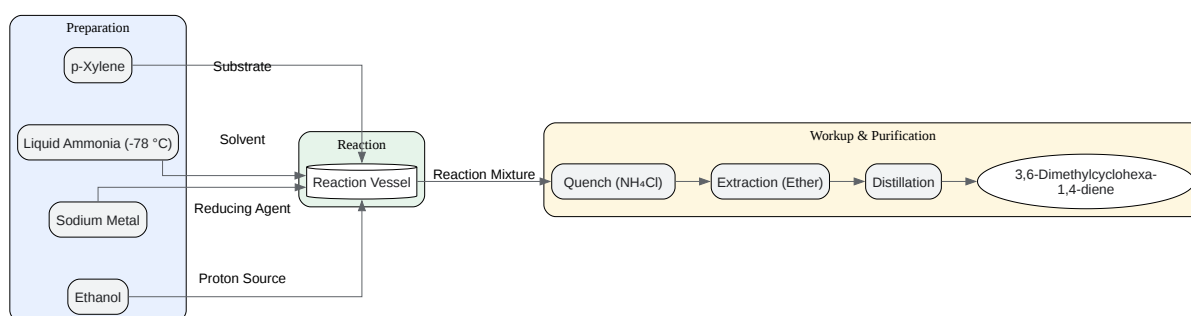 Preparation
p-Xylene
Substrate
Liquid Ammonia (-78 °C)
Solvent
Sodium Metal
Reducing Agent
Ethanol
Proton Source
Reaction
Reaction Vessel
Reaction Mixture
Workup & Purification
Quench (NH₄Cl)
Extraction (Ether)
Distillation
3,6-Dimethylcyclohexa-
1,4-diene